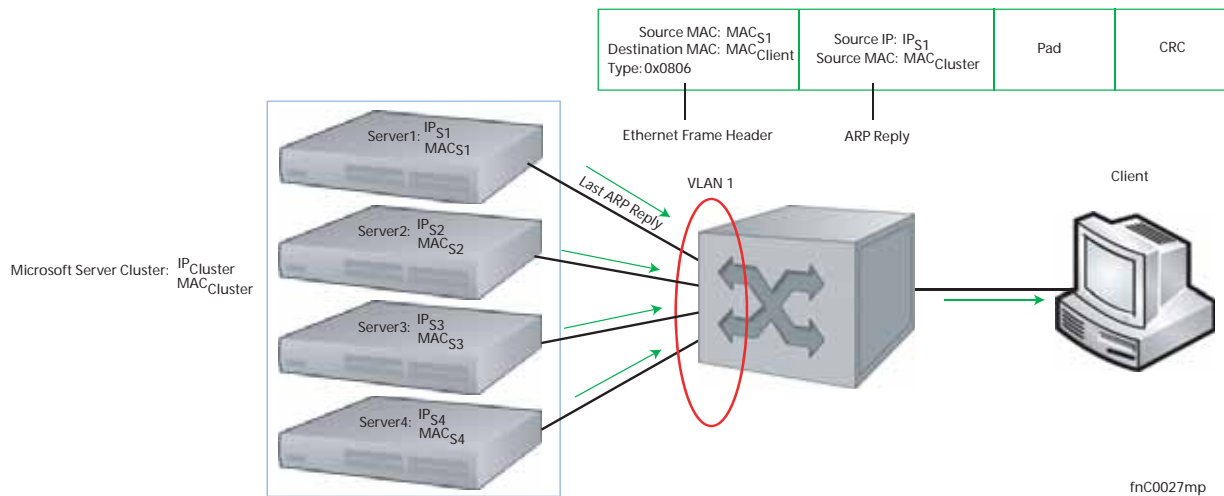 Source MAC: MACS1
Destination MAC: MACClient
Type: 0x0806
Source IP: IPS1
Source MAC: MACCluster
Pad
CRC
Ethernet Frame Header
ARP Reply
Server1: IPS1
MACS1
Last ARP Reply
VLAN 1
Client
Server2: IPS2
MACS2
Microsoft Server Cluster: IPCluster
MACCluster
Server3: IPS3
MACS3
Server4: IPS4
MACS4
fnC0027mp